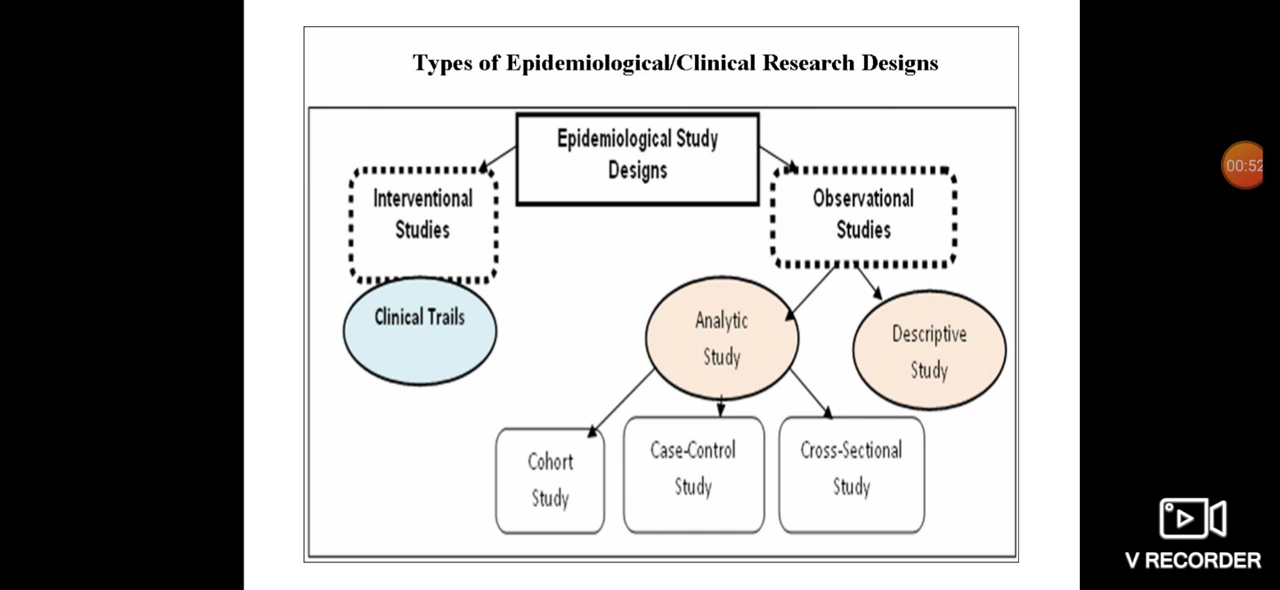 Types of Epidemiological/Clinical Research Designs
Epidemiological Study
Designs
Interventional
Studies
Observational
Studies
Clinical Trails
Analytic
Study
Descriptive
Study
Cohort
Study
Case-Control
Study
Cross-Sectional
Study
00:52
V RECORDER